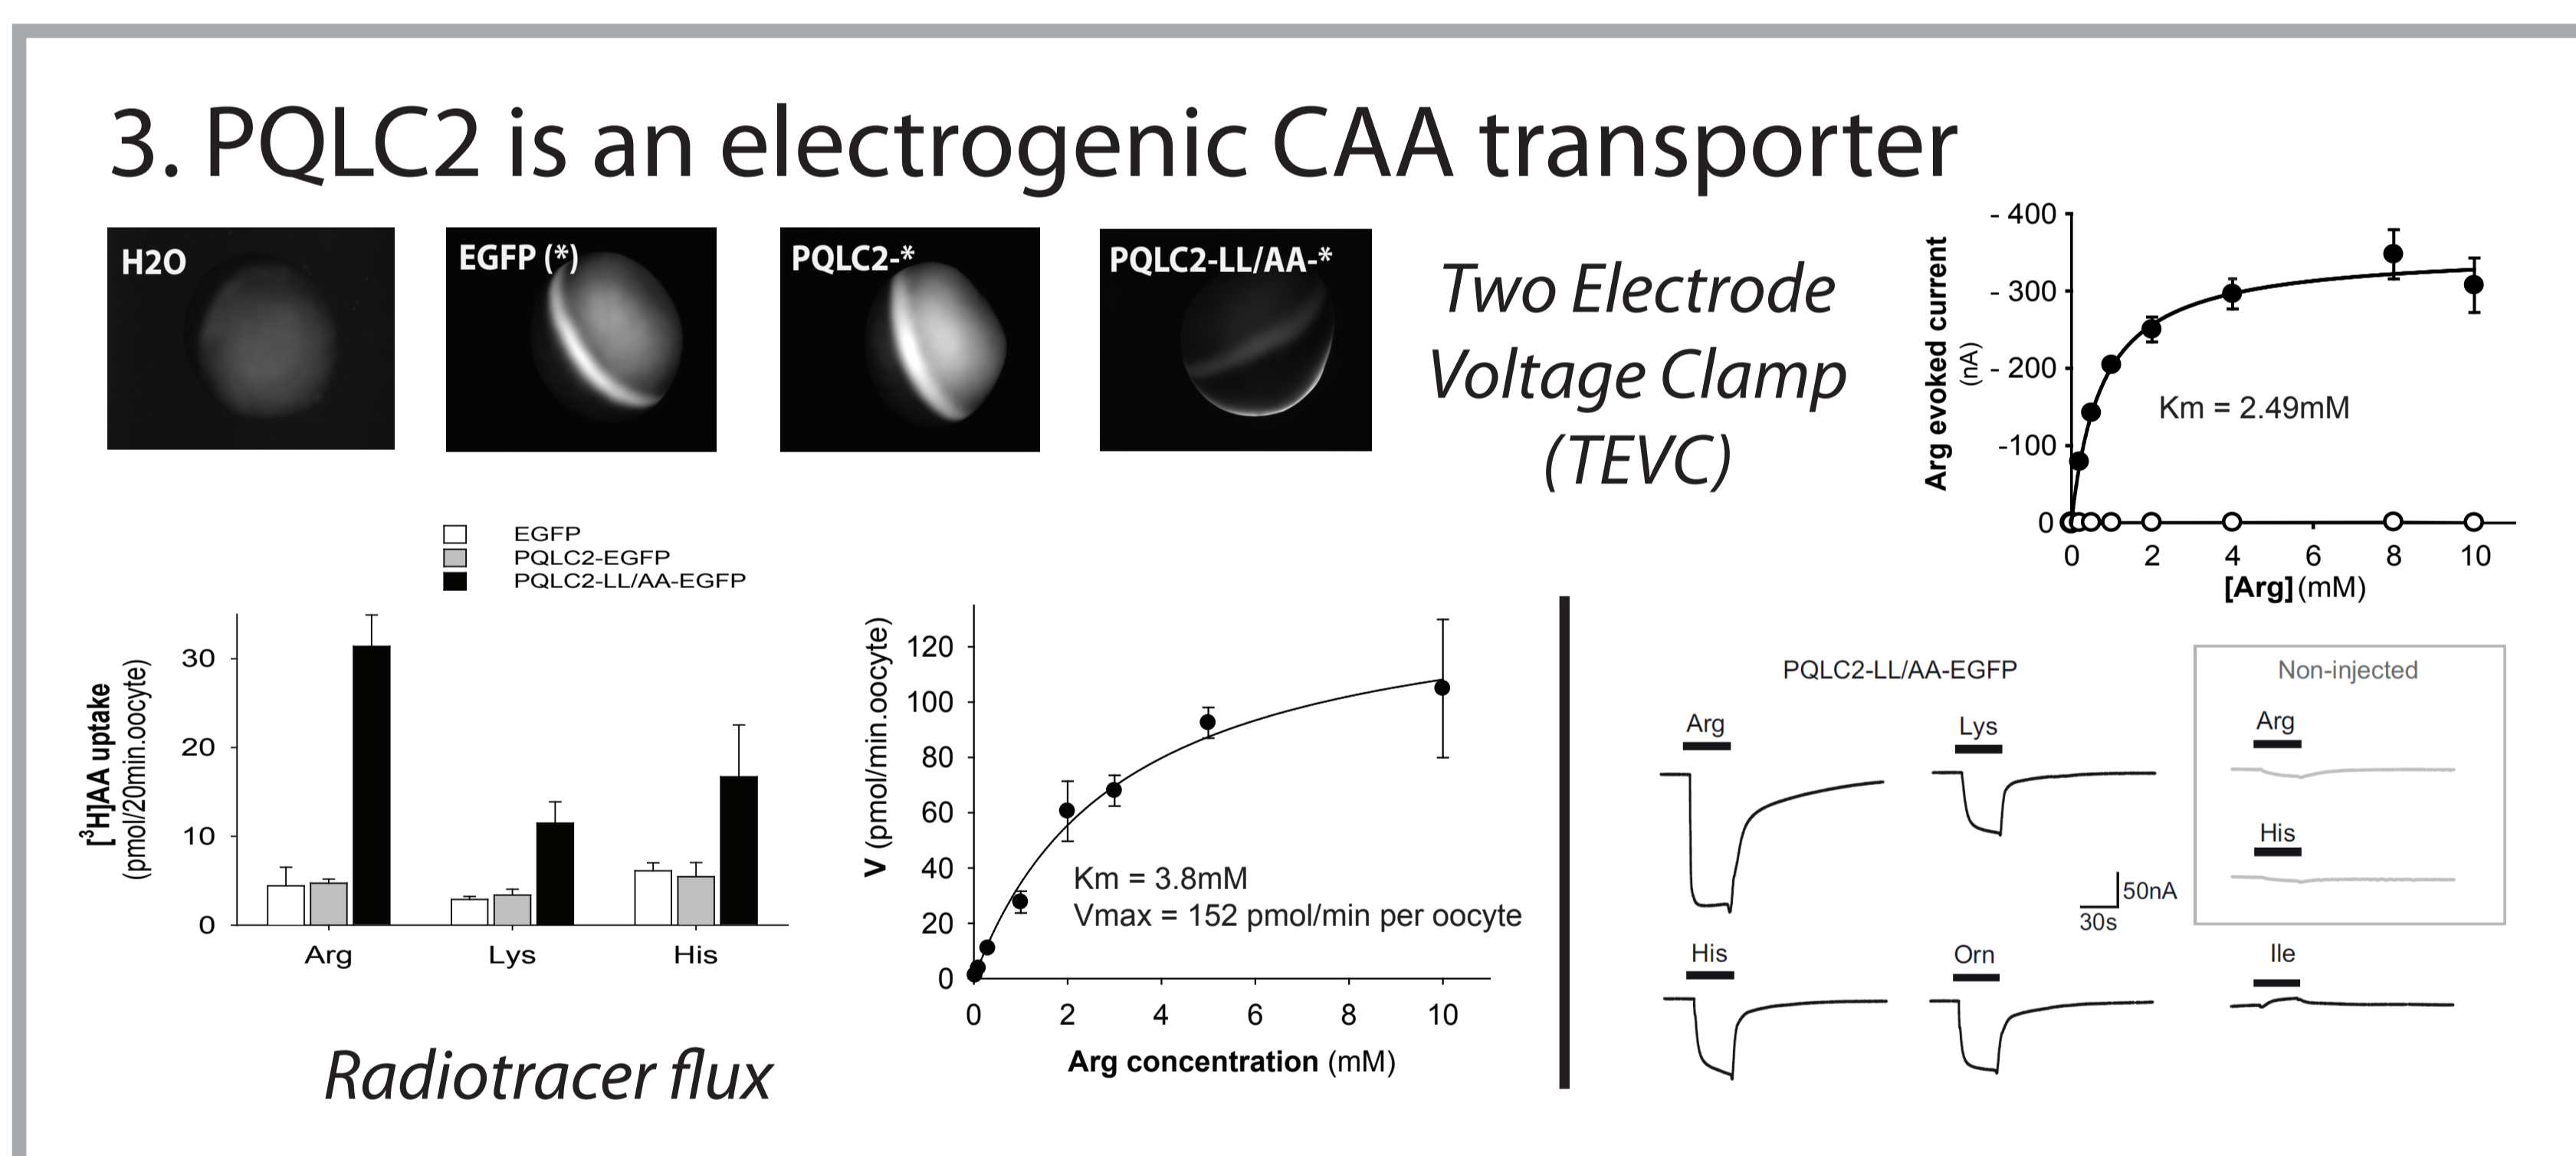 3. PQLC2 is an electrogenic CAA transporter
H2O
EGFP (*)
PQLC2-*
PQLC2-LL/AA-*
Two Electrode
Voltage Clamp
(TEVC)
Arg evoked current
(nA)
- 400
- 300
- 200
-100
0
Km = 2.49mM
0 2 4 6 8 10
[Arg] (mM)
EGFP
PQLC2-EGFP
PQLC2-LL/AA-EGFP
[³H]AA uptake
(pmol/20min.oocyte)
30
20
10
0
Arg Lys His
Radiotracer flux
V (pmol/min.oocyte)
120
100
80
60
40
20
0
Km = 3.8mM
Vmax = 152 pmol/min per oocyte
0 2 4 6 8 10
Arg concentration (mM)
PQLC2-LL/AA-EGFP
Arg
Lys
Non-injected
Arg
His
50nA
30s
His
Orn
Ile